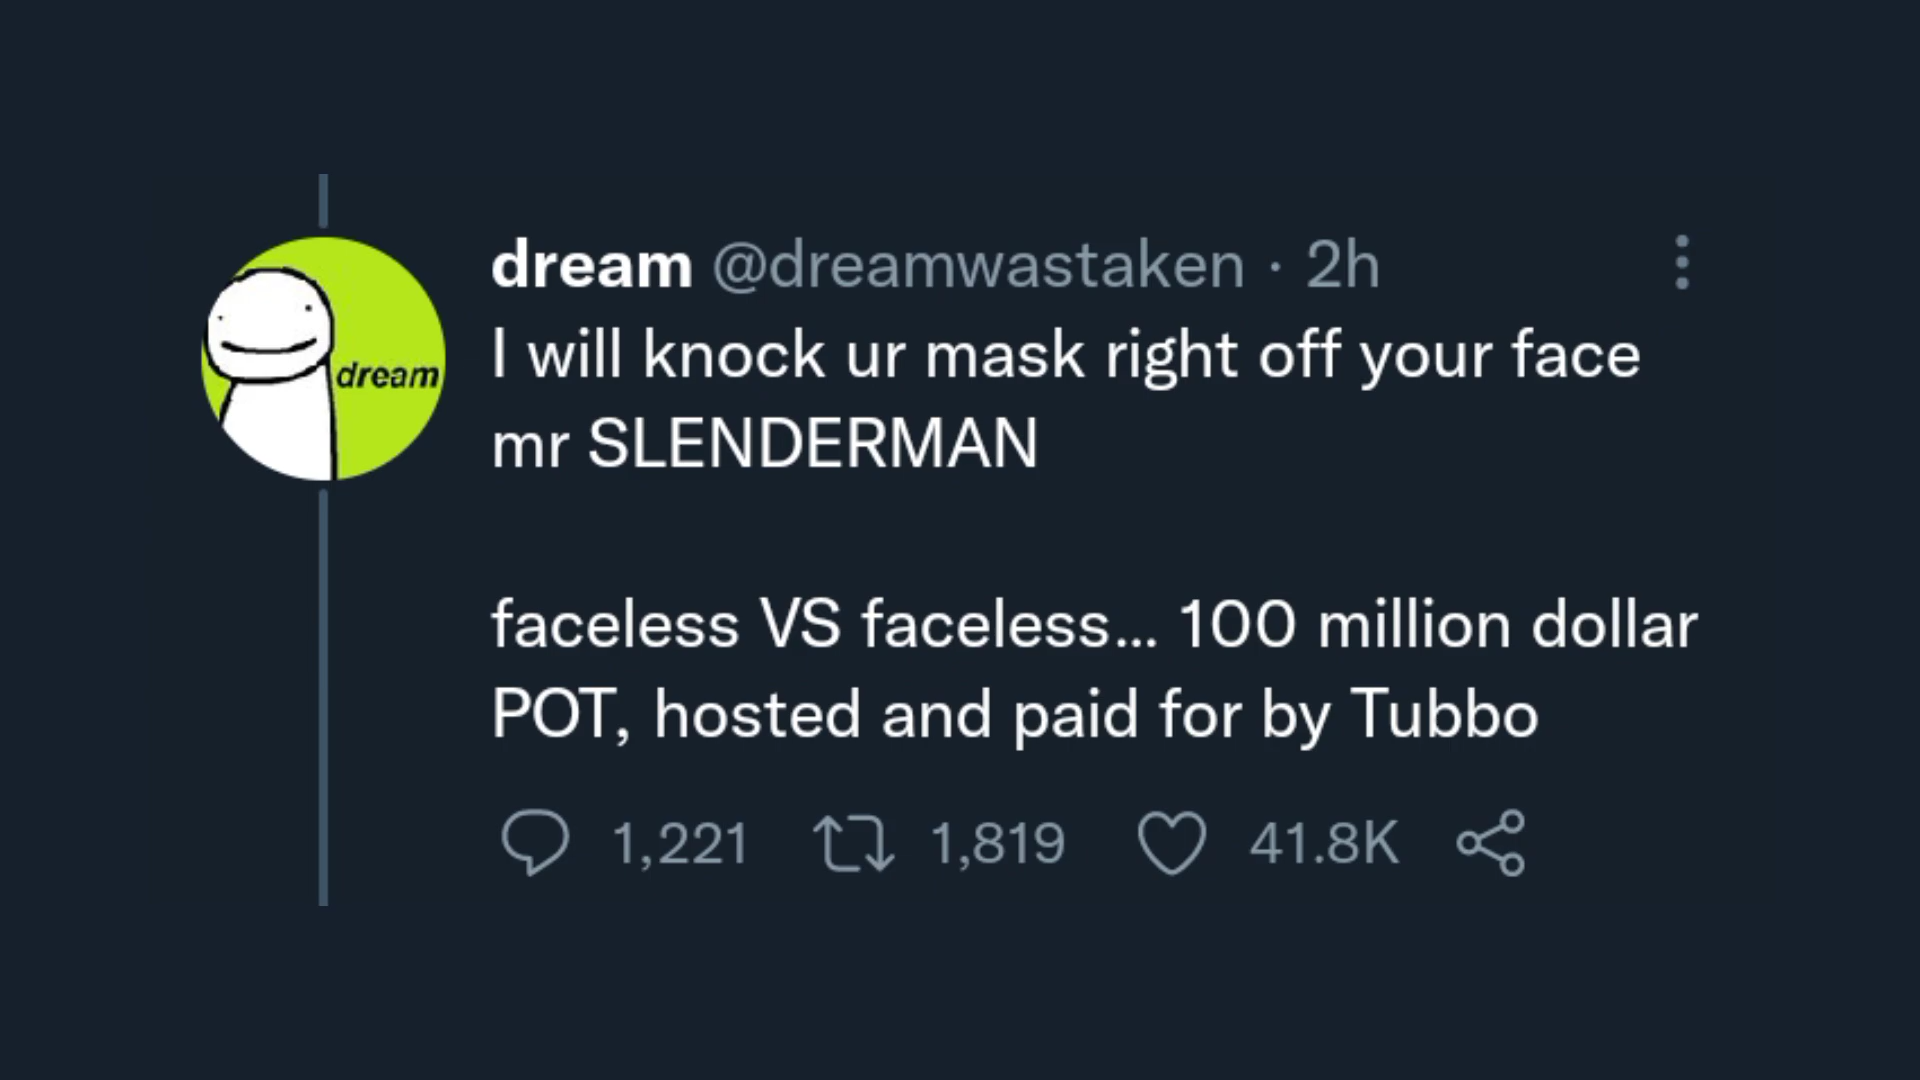 dream @dreamwastaken · 2h
I will knock ur mask right off your face
mr SLENDERMAN
dream
faceless VS faceless... 100 million dollar
POT, hosted and paid for by Tubbo
1,221 1,819 41.8K